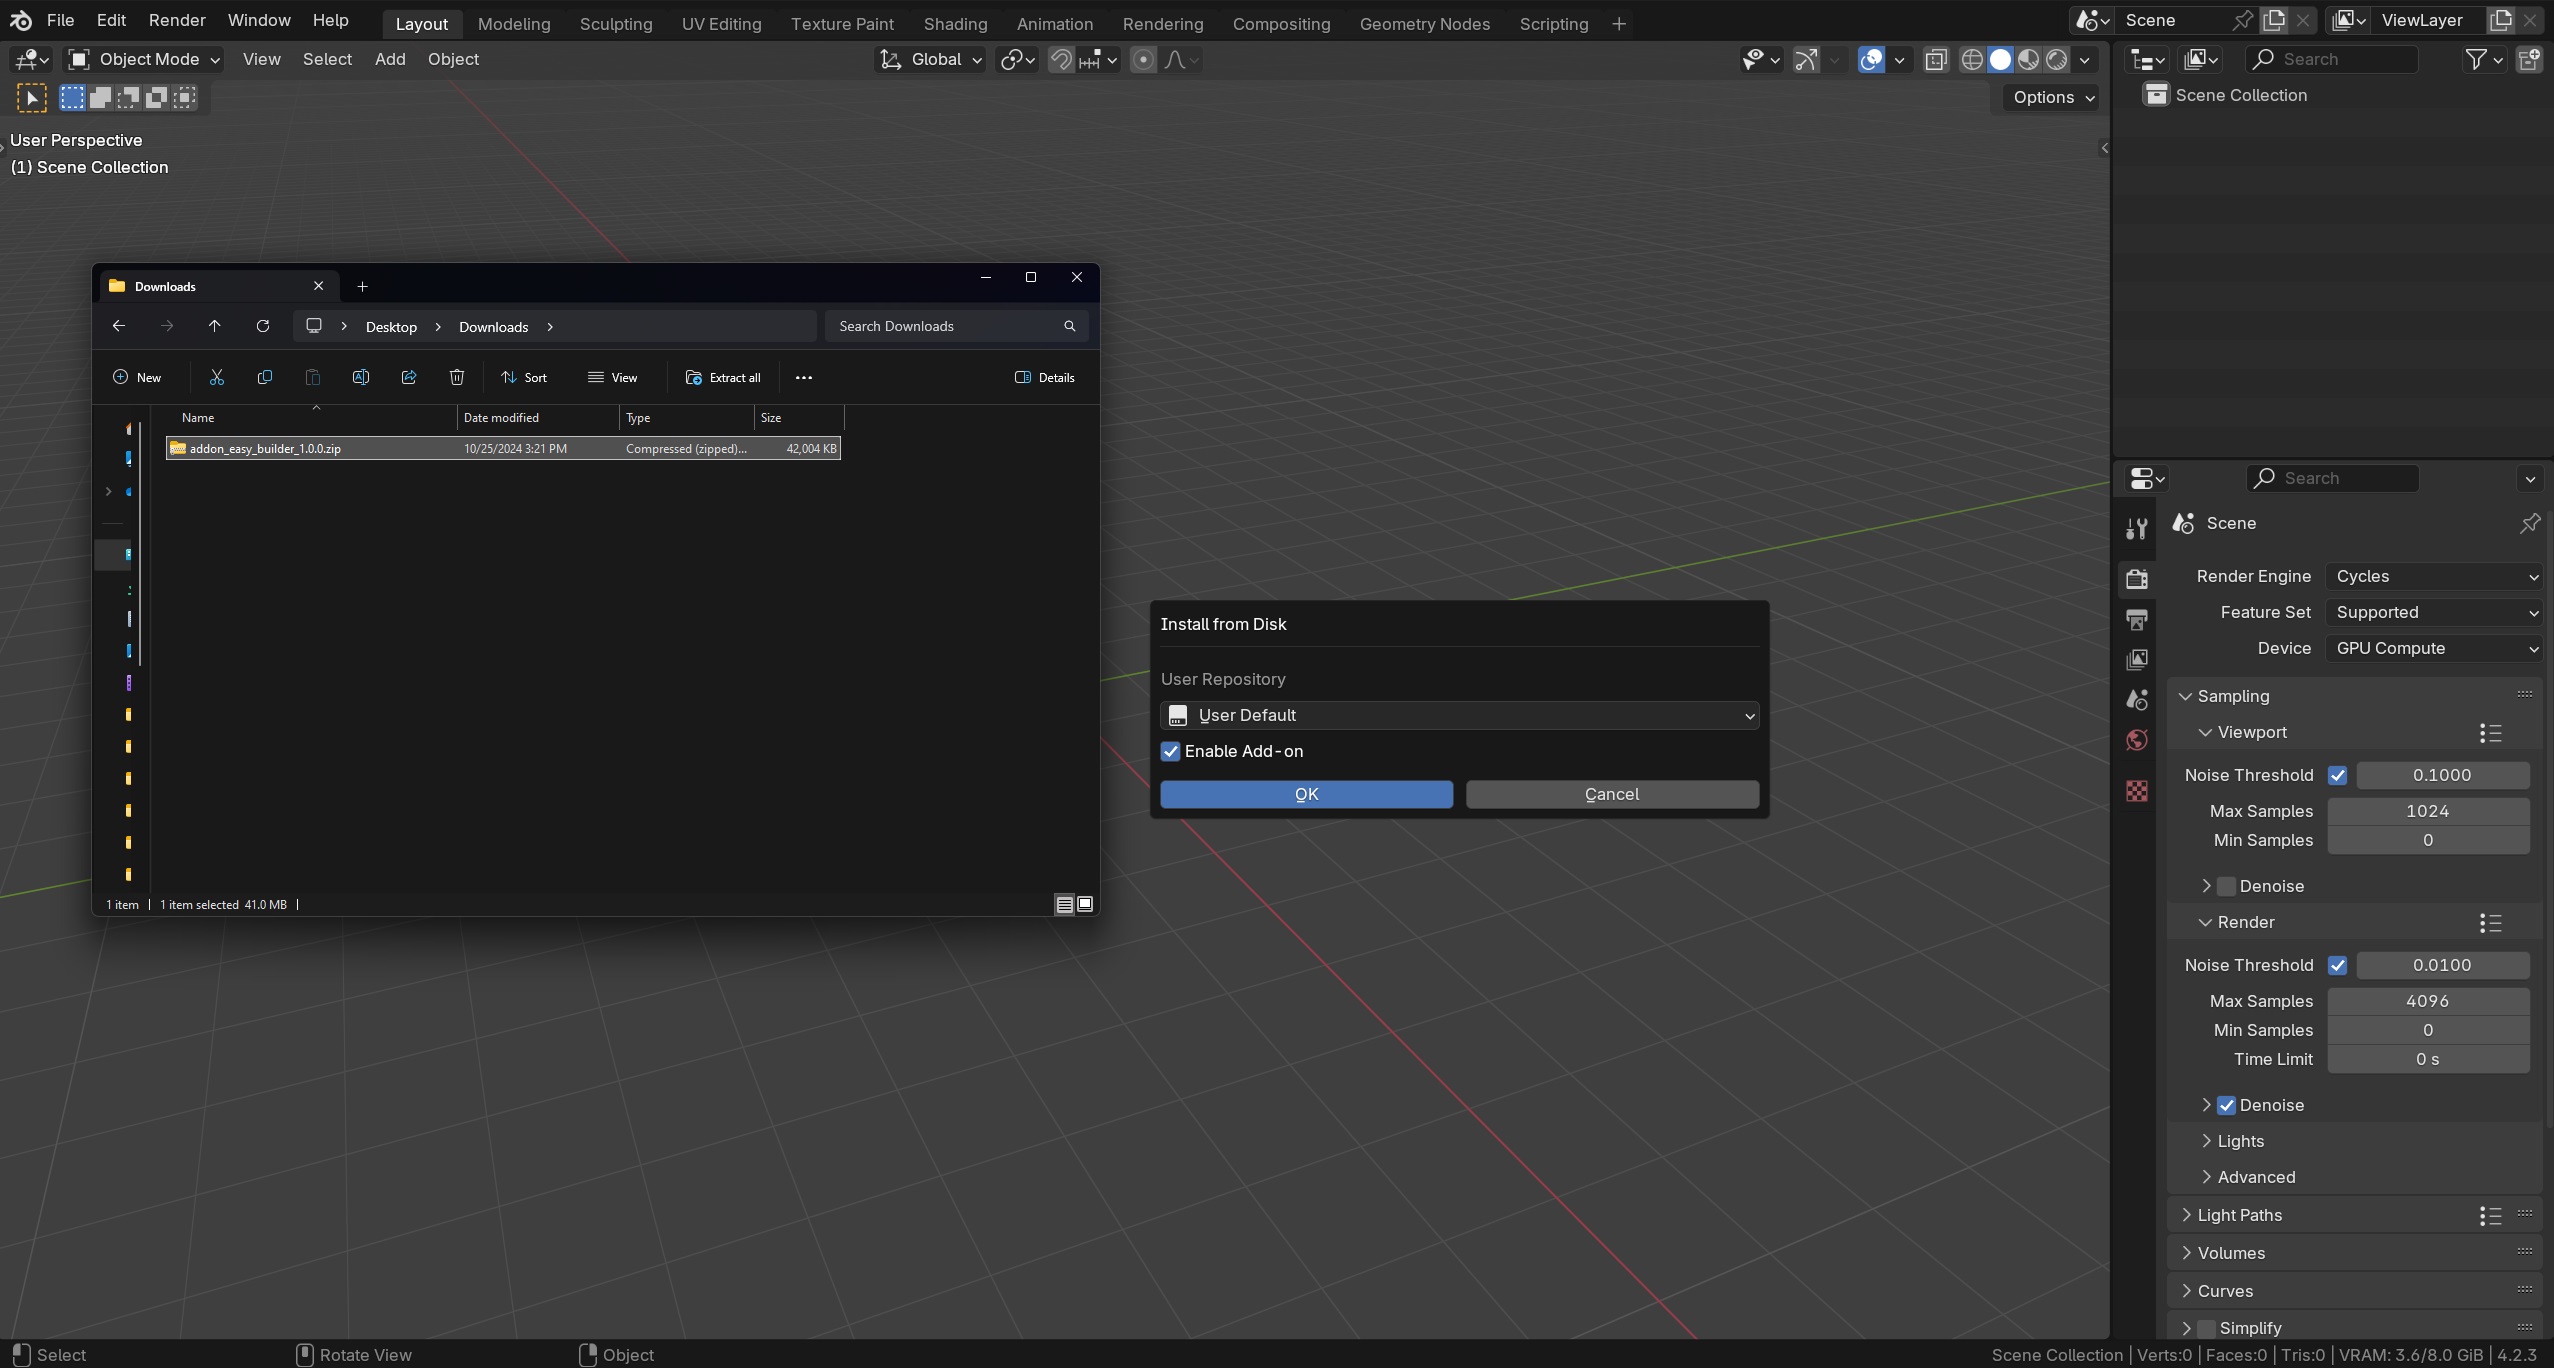 File Edit Render Window Help Layout Modeling Sculpting UV Editing Texture Paint Shading Animation Rendering Compositing Geometry Nodes Scripting + Scene ViewLayer
Object Mode View Select Add Object Global Search
Options Scene Collection
User Perspective
(1) Scene Collection
Downloads
Desktop Downloads Search Downloads
New Sort View Extract all Details
Name Date modified Type Size
addon_easy_builder_1.0.0.zip 10/25/2024 3:21 PM Compressed (zipped)... 42,004 KB
1 item 1 item selected 41.0 MB
Install from Disk
User Repository
User Default
Enable Add-on
OK Cancel
Search
Scene
Render Engine Cycles
Feature Set Supported
Device GPU Compute
Sampling
Viewport
Noise Threshold 0.1000
Max Samples 1024
Min Samples 0
Denoise
Render
Noise Threshold 0.0100
Max Samples 4096
Min Samples 0
Time Limit 0 s
Denoise
Lights
Advanced
Light Paths
Volumes
Curves
Simplify
Select Rotate View Object Scene Collection | Verts:0 | Faces:0 | Tris:0 | VRAM: 3.6/8.0 GiB | 4.2.3